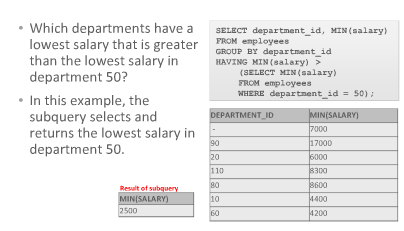 • Which departments have a
lowest salary that is greater
than the lowest salary in
department 50?
• In this example, the
subquery selects and
returns the lowest salary in
department 50.
SELECT department_id, MIN(salary)
FROM employees
GROUP BY department_id
HAVING MIN(salary) >
(SELECT MIN(salary)
FROM employees
WHERE department_id = 50);
DEPARTMENT_ID MIN(SALARY)
- 7000
90 17000
20 6000
110 8300
80 8600
10 4400
60 4200
Result of subquery
MIN(SALARY)
2500